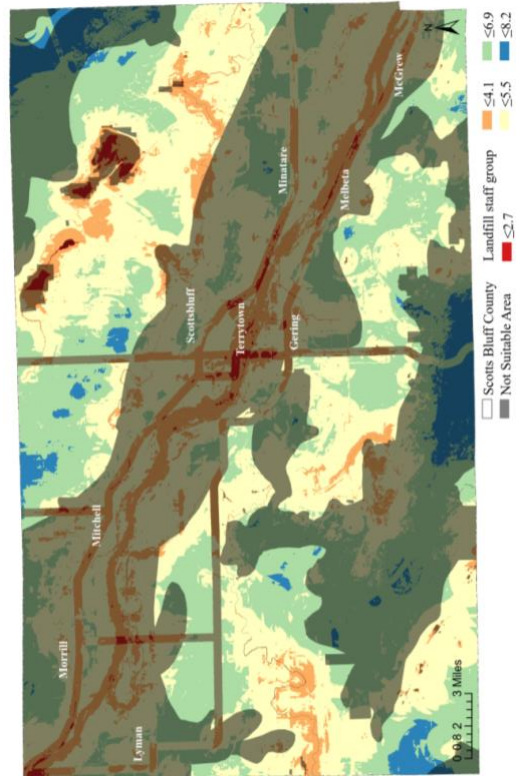 Morrill
Mitchell
Scottsbluff
Lyman
Terrytown
Gering
Minatare
Melbeta
McGrew
N
0 0.8 2 3 Miles
Scotts Bluff County
Not Suitable Area
Landfill staff group
≤2.7
≤4.1
≤5.5
≤6.9
≤8.2